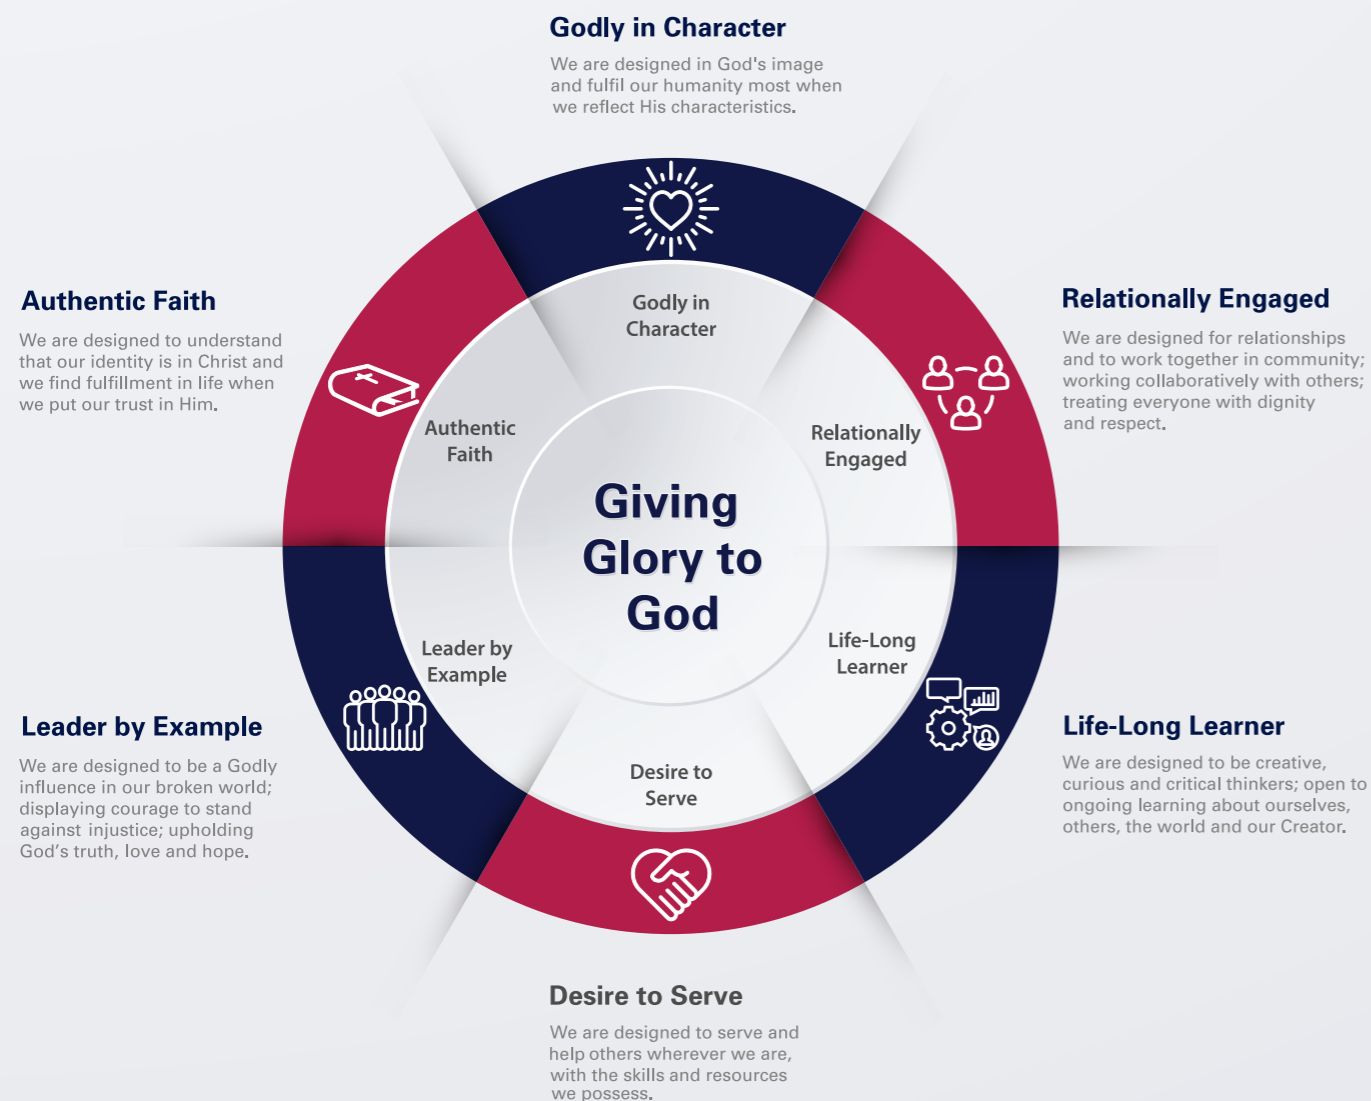 Godly in Character
We are designed in God's image
and fulfil our humanity most when
we reflect His characteristics.
Authentic Faith
We are designed to understand
that our identity is in Christ and
we find fulfillment in life when
we put our trust in Him.
Relationally Engaged
We are designed for relationships
and to work together in community;
working collaboratively with others;
treating everyone with dignity
and respect.
Godly in
Character
Authentic
Faith
Relationally
Engaged
Giving
Glory to
God
Leader by
Example
Life-Long
Learner
Desire to
Serve
Leader by Example
We are designed to be a Godly
influence in our broken world;
displaying courage to stand
against injustice; upholding
God's truth, love and hope.
Life-Long Learner
We are designed to be creative,
curious and critical thinkers; open to
ongoing learning about ourselves,
others, the world and our Creator.
Desire to Serve
We are designed to serve and
help others wherever we are,
with the skills and resources
we possess.